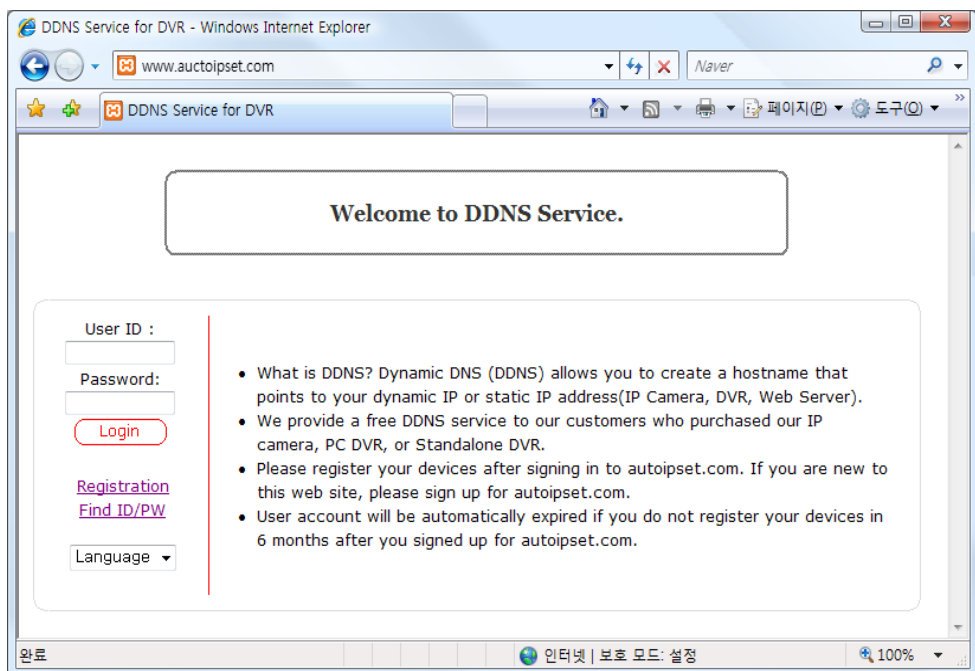 DDNS Service for DVR - Windows Internet Explorer
www.auctoipset.com
Naver
DDNS Service for DVR
페이지(P)
도구(O)
Welcome to DDNS Service.
User ID :
Password:
Login
Registration
Find ID/PW
Language
• What is DDNS? Dynamic DNS (DDNS) allows you to create a hostname that
points to your dynamic IP or static IP address(IP Camera, DVR, Web Server).
• We provide a free DDNS service to our customers who purchased our IP
camera, PC DVR, or Standalone DVR.
• Please register your devices after signing in to autoipset.com. If you are new to
this web site, please sign up for autoipset.com.
• User account will be automatically expired if you do not register your devices in
6 months after you signed up for autoipset.com.
완료
인터넷 | 보호 모드: 설정
100%